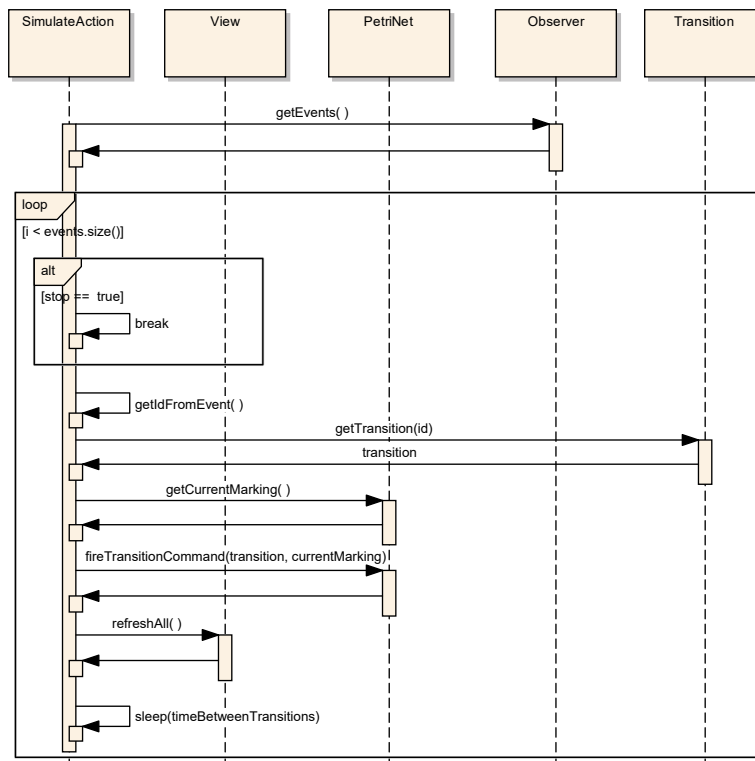 SimulateAction
View
PetriNet
Observer
Transition
getEvents( )
loop
[i < events.size()]
alt
[stop ==  true]
break
getIdFromEvent( )
getTransition(id)
transition
getCurrentMarking( )
fireTransitionCommand(transition, currentMarking)
refreshAll( )
sleep(timeBetweenTransitions)